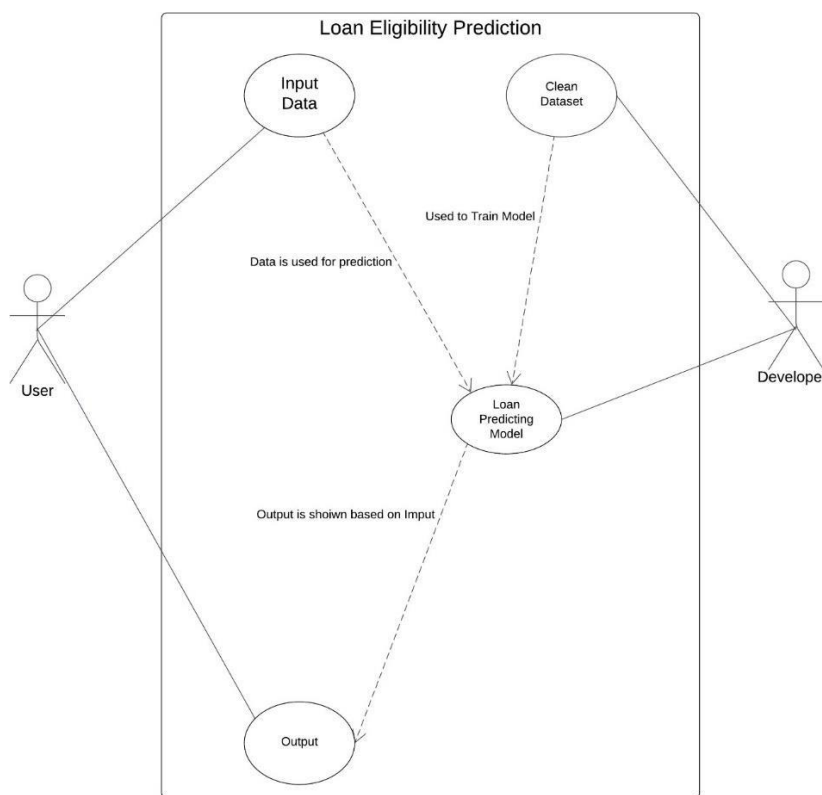 Loan Eligibility Prediction
Input
Data
Clean
Dataset
Used to Train Model
Data is used for prediction
User
Develope
Loan
Predicting
Model
Output is shoiwn based on Imput
Output